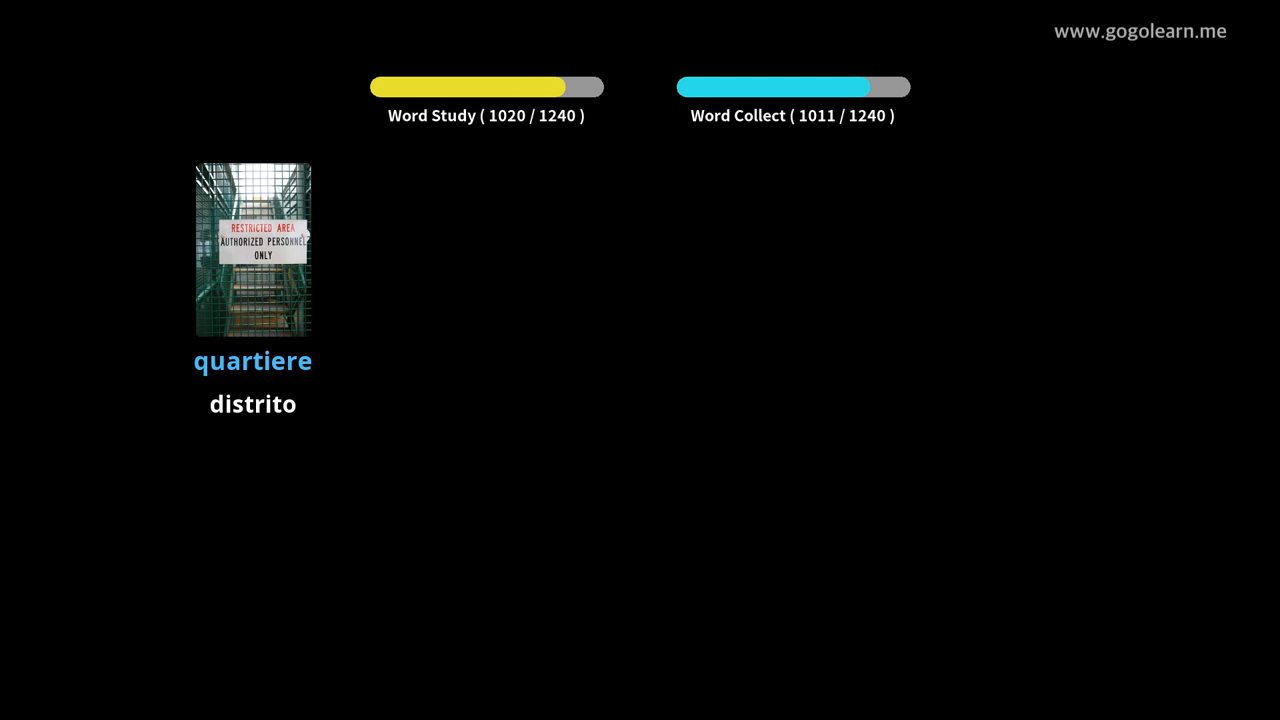 www.gogolearn.me
Word Study ( 1020 / 1240 )
Word Collect ( 1011 / 1240 )
RESTRICTED AREA
AUTHORIZED PERSONNEL
ONLY
quartiere
distrito